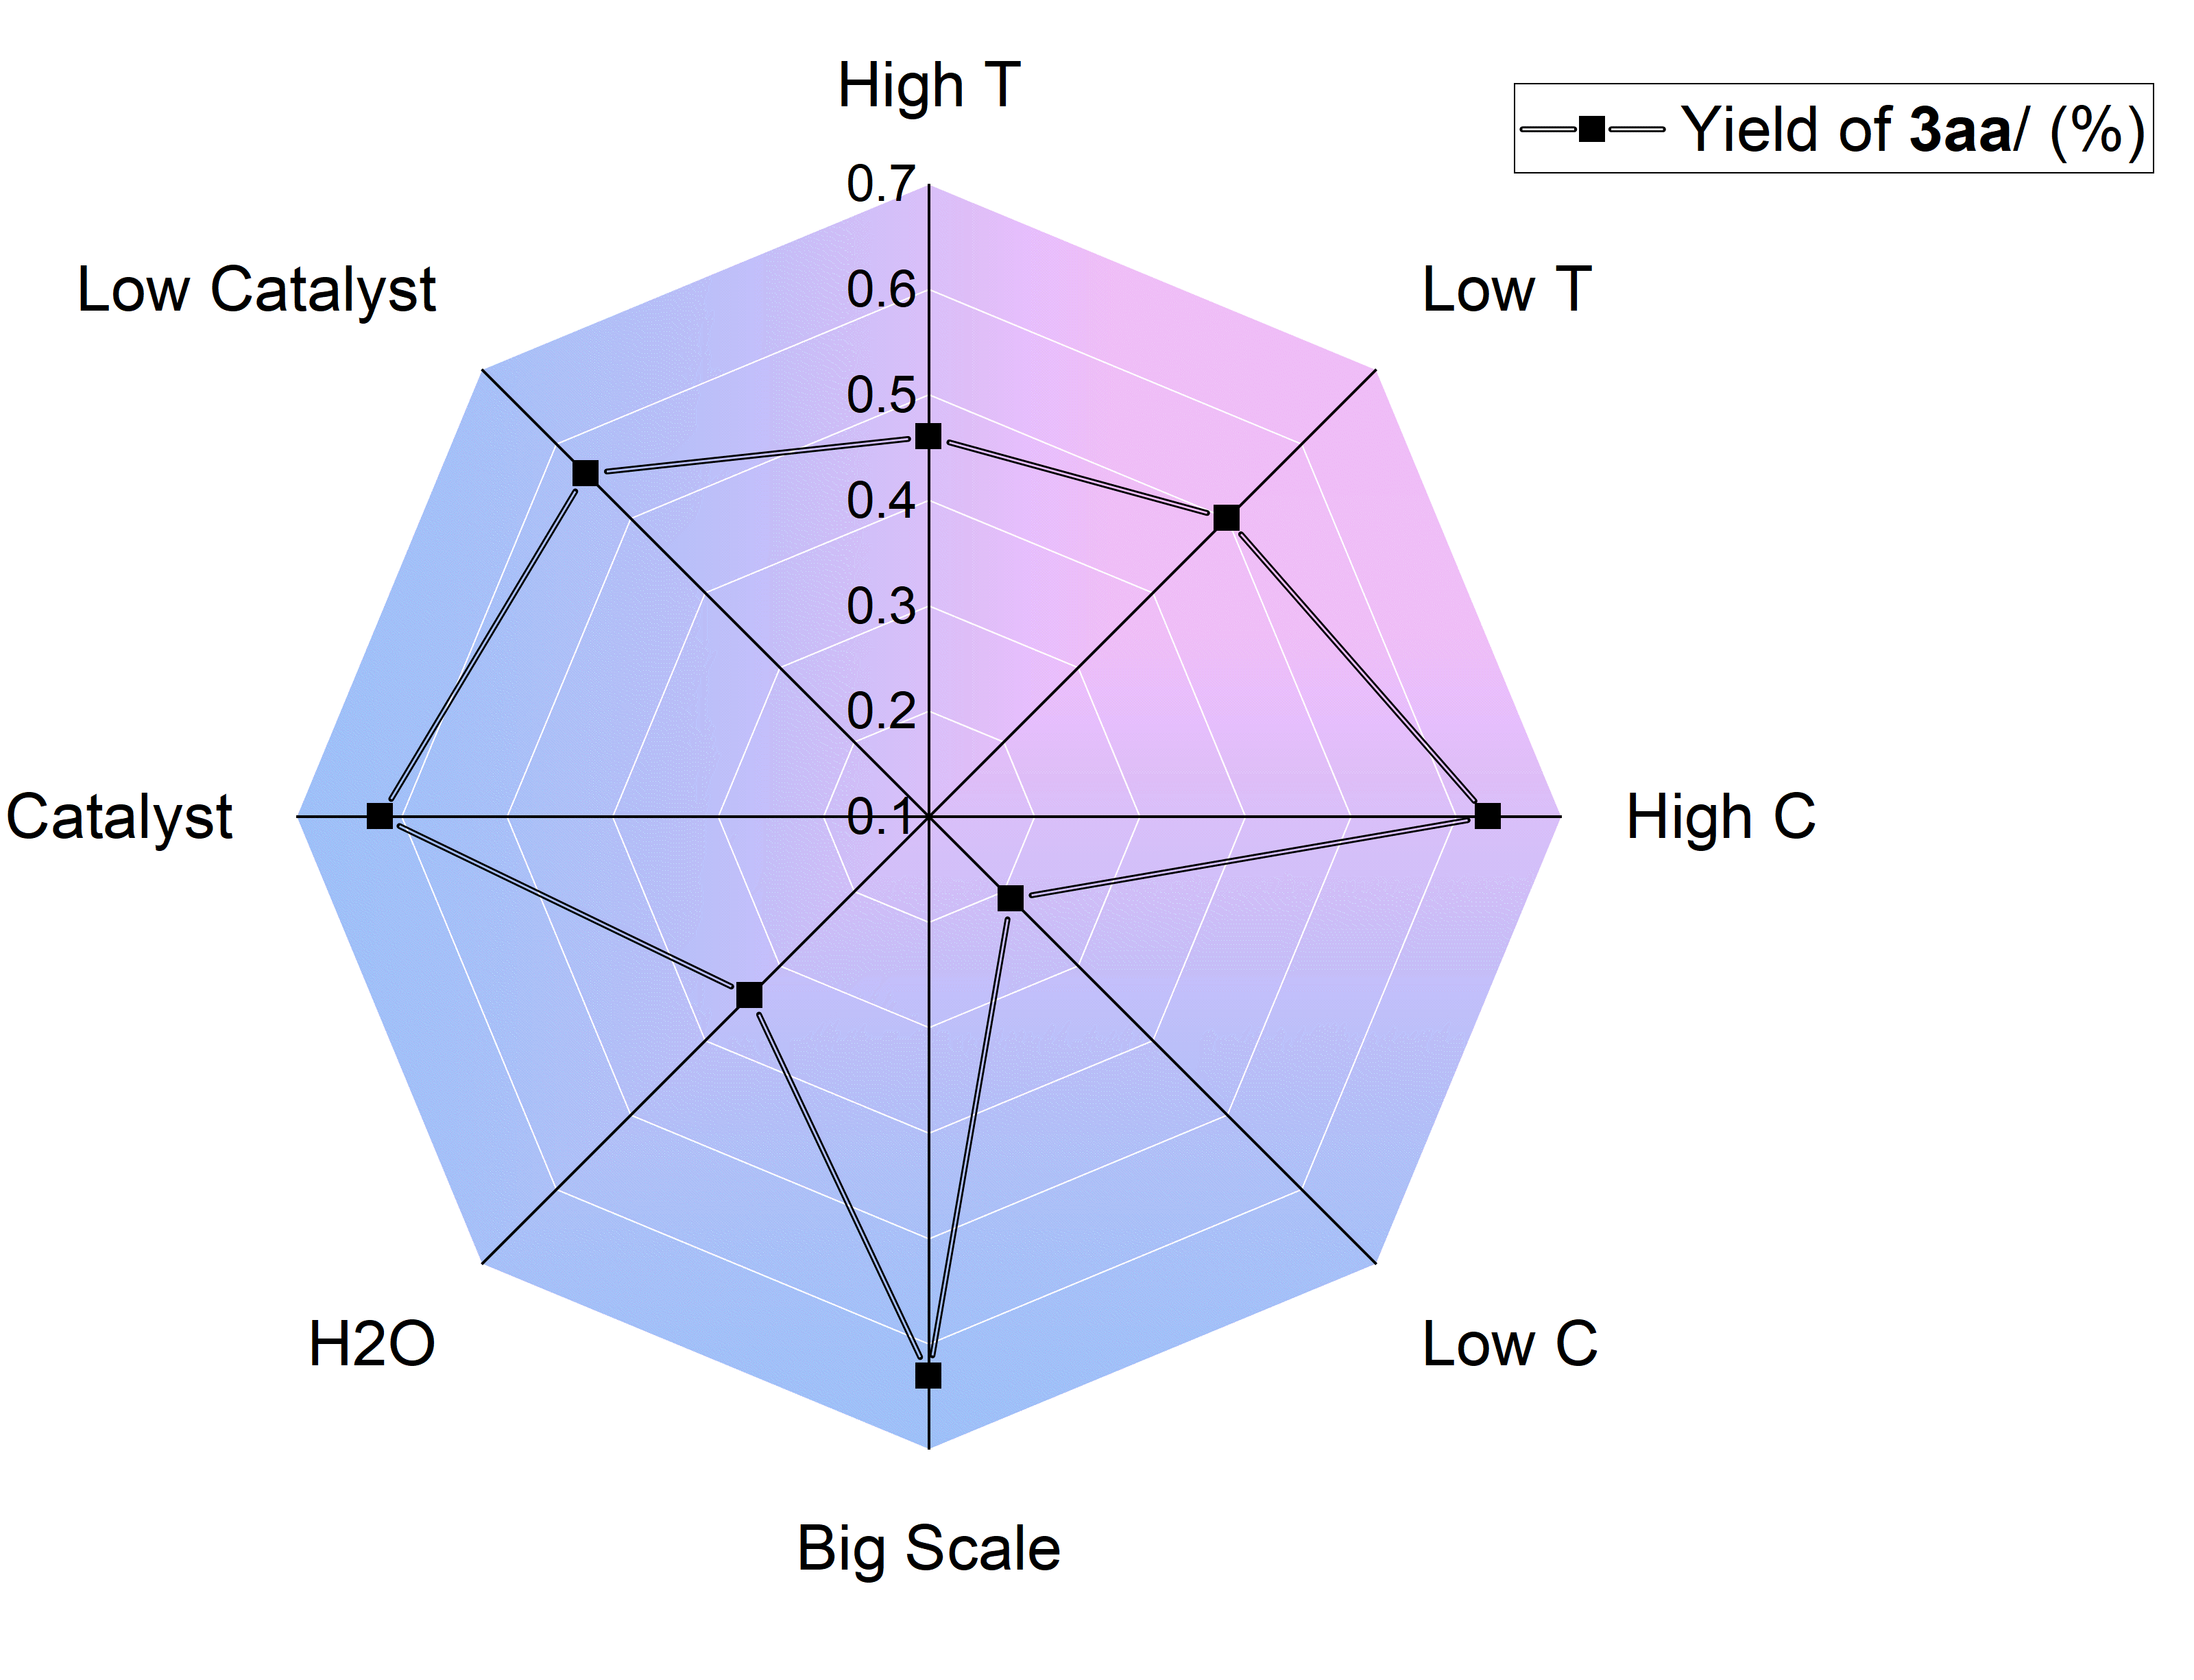 High T
Yield of 3aa/ (%)
0.7
Low Catalyst
0.6
Low T
0.5
0.4
0.3
0.2
Catalyst
0.1
High C
H2O
Low C
Big Scale